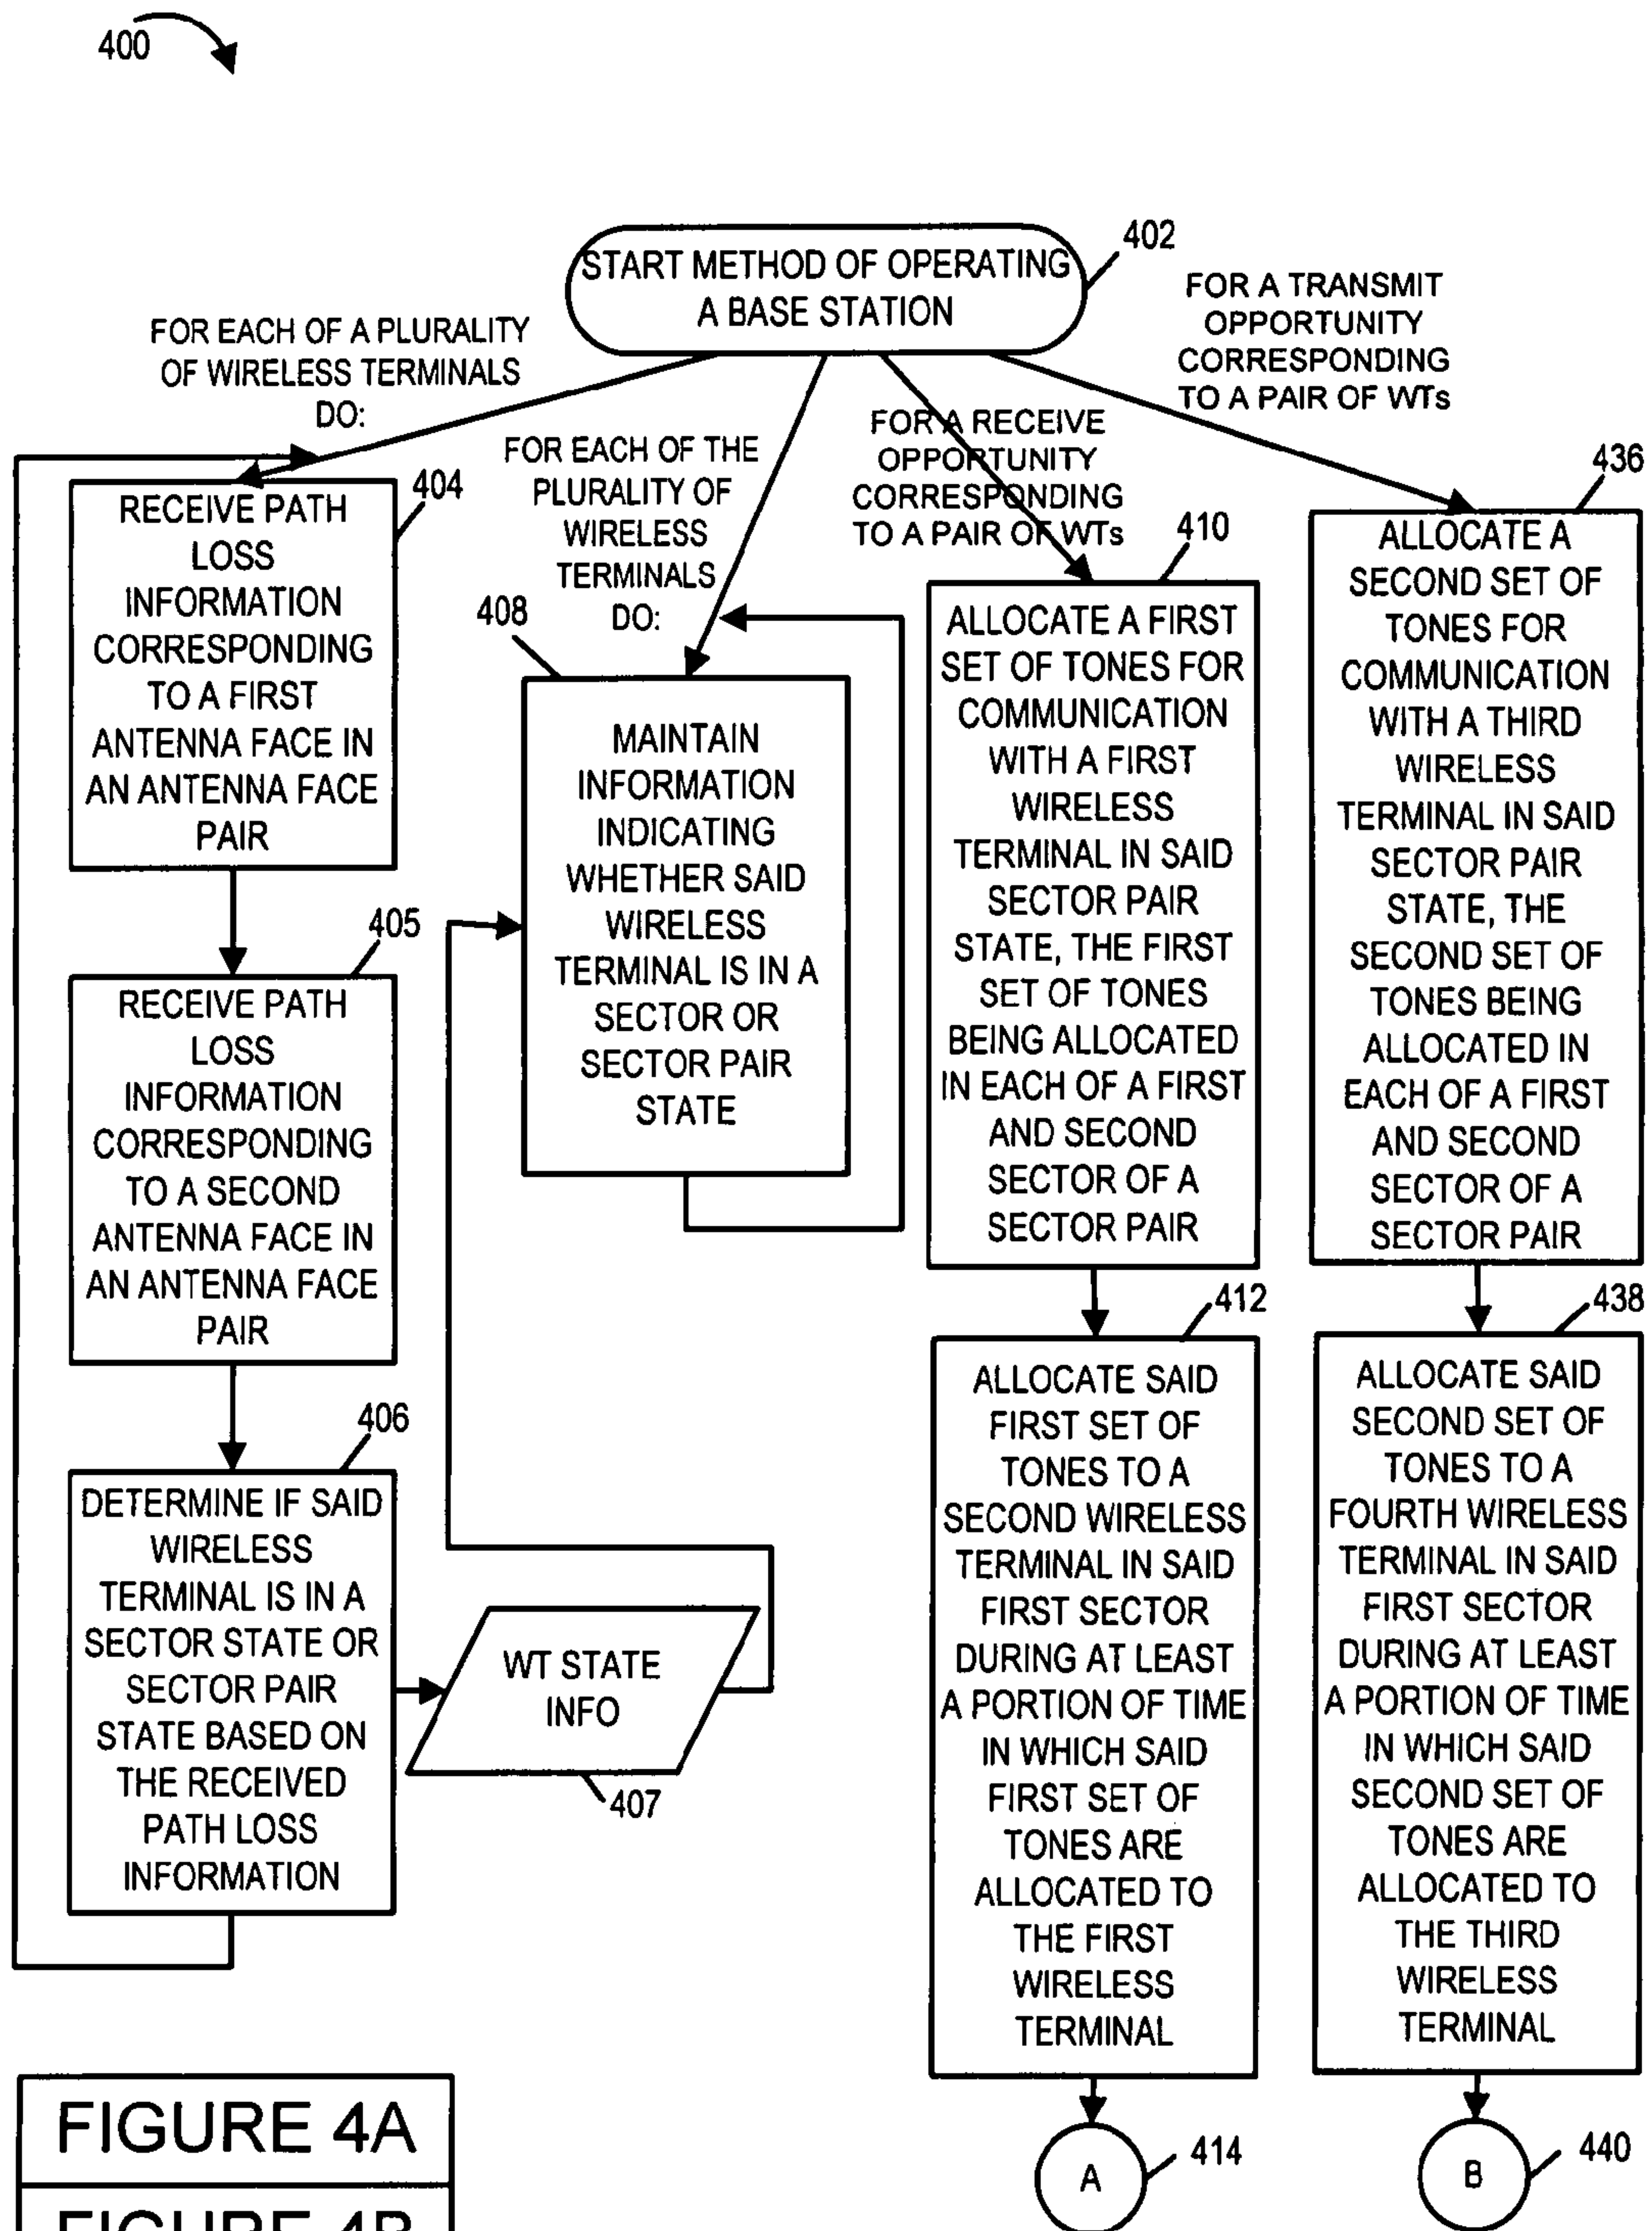 400
START METHOD OF OPERATING
A BASE STATION
402
FOR EACH OF A PLURALITY
OF WIRELESS TERMINALS
DO:
FOR EACH OF THE
PLURALITY OF
WIRELESS
TERMINALS
DO:
FOR A RECEIVE
OPPORTUNITY
CORRESPONDING
TO A PAIR OF WTs
FOR A TRANSMIT
OPPORTUNITY
CORRESPONDING
TO A PAIR OF WTs
404
RECEIVE PATH
LOSS
INFORMATION
CORRESPONDING
TO A FIRST
ANTENNA FACE IN
AN ANTENNA FACE
PAIR
405
RECEIVE PATH
LOSS
INFORMATION
CORRESPONDING
TO A SECOND
ANTENNA FACE IN
AN ANTENNA FACE
PAIR
406
DETERMINE IF SAID
WIRELESS
TERMINAL IS IN A
SECTOR STATE OR
SECTOR PAIR
STATE BASED ON
THE RECEIVED
PATH LOSS
INFORMATION
WT STATE
INFO
407
408
MAINTAIN
INFORMATION
INDICATING
WHETHER SAID
WIRELESS
TERMINAL IS IN A
SECTOR OR
SECTOR PAIR
STATE
410
ALLOCATE A FIRST
SET OF TONES FOR
COMMUNICATION
WITH A FIRST
WIRELESS
TERMINAL IN SAID
SECTOR PAIR
STATE, THE FIRST
SET OF TONES
BEING ALLOCATED
IN EACH OF A FIRST
AND SECOND
SECTOR OF A
SECTOR PAIR
412
ALLOCATE SAID
FIRST SET OF
TONES TO A
SECOND WIRELESS
TERMINAL IN SAID
FIRST SECTOR
DURING AT LEAST
A PORTION OF TIME
IN WHICH SAID
FIRST SET OF
TONES ARE
ALLOCATED TO
THE FIRST
WIRELESS
TERMINAL
A
414
436
ALLOCATE A
SECOND SET OF
TONES FOR
COMMUNICATION
WITH A THIRD
WIRELESS
TERMINAL IN SAID
SECTOR PAIR
STATE, THE
SECOND SET OF
TONES BEING
ALLOCATED IN
EACH OF A FIRST
AND SECOND
SECTOR OF A
SECTOR PAIR
438
ALLOCATE SAID
SECOND SET OF
TONES TO A
FOURTH WIRELESS
TERMINAL IN SAID
FIRST SECTOR
DURING AT LEAST
A PORTION OF TIME
IN WHICH SAID
SECOND SET OF
TONES ARE
ALLOCATED TO
THE THIRD
WIRELESS
TERMINAL
B
440
FIGURE 4A
FIGURE 4B